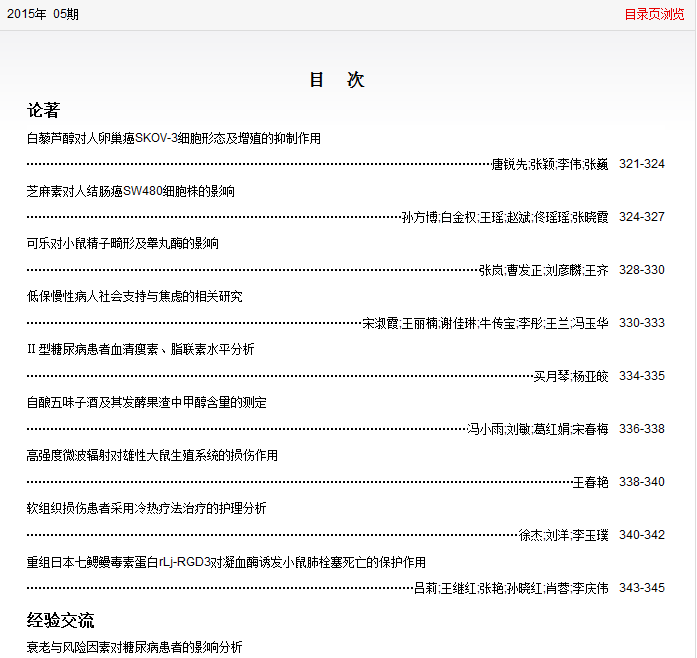 2015年 05期
目录页浏览
目 次
论著
白藜芦醇对人卵巢癌SKOV-3细胞形态及增殖的抑制作用
唐锐先;张颖;李伟;张巍 321-324
芝麻素对人结肠癌SW480细胞株的影响
孙方博;白金权;王瑶;赵斌;佟瑶瑶;张晓霞 324-327
可乐对小鼠精子畸形及睾丸酶的影响
张岚;曹发正;刘彦麟;王齐 328-330
低保慢性病人社会支持与焦虑的相关研究
宋淑霞;王丽楠;谢佳琳;牛传宝;李彤;王兰;冯玉华 330-333
Ⅱ型糖尿病患者血清瘦素、脂联素水平分析
买月琴;杨亚皎 334-335
自酿五味子酒及其发酵果渣中甲醇含量的测定
冯小雨;刘敏;葛红娟;宋春梅 336-338
高强度微波辐射对雄性大鼠生殖系统的损伤作用
王春艳 338-340
软组织损伤患者采用冷热疗法治疗的护理分析
徐杰;刘洋;李玉璞 340-342
重组日本七鳃鳗毒素蛋白rLj-RGD3对凝血酶诱发小鼠肺栓塞死亡的保护作用
吕莉;王继红;张艳;孙晓红;肖蓉;李庆伟 343-345
经验交流
衰老与风险因素对糖尿病患者的影响分析